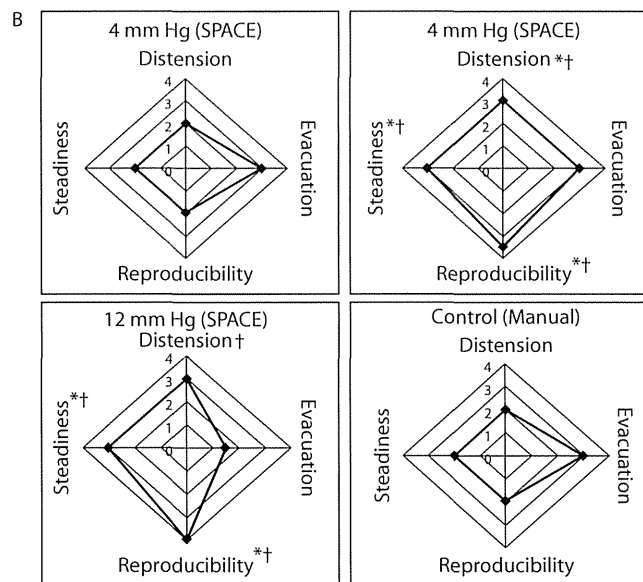 B
4 mm Hg (SPACE)
Distension
4
3
2
1
0
Steadiness
Evacuation
Reproducibility
4 mm Hg (SPACE)
Distension*†
4
3
2
1
0
Steadiness*†
Evacuation
Reproducibility*†
12 mm Hg (SPACE)
Distension†
4
3
2
1
0
Steadiness*†
Evacuation
Reproducibility*†
Control (Manual)
Distension
4
3
2
1
0
Steadiness
Evacuation
Reproducibility